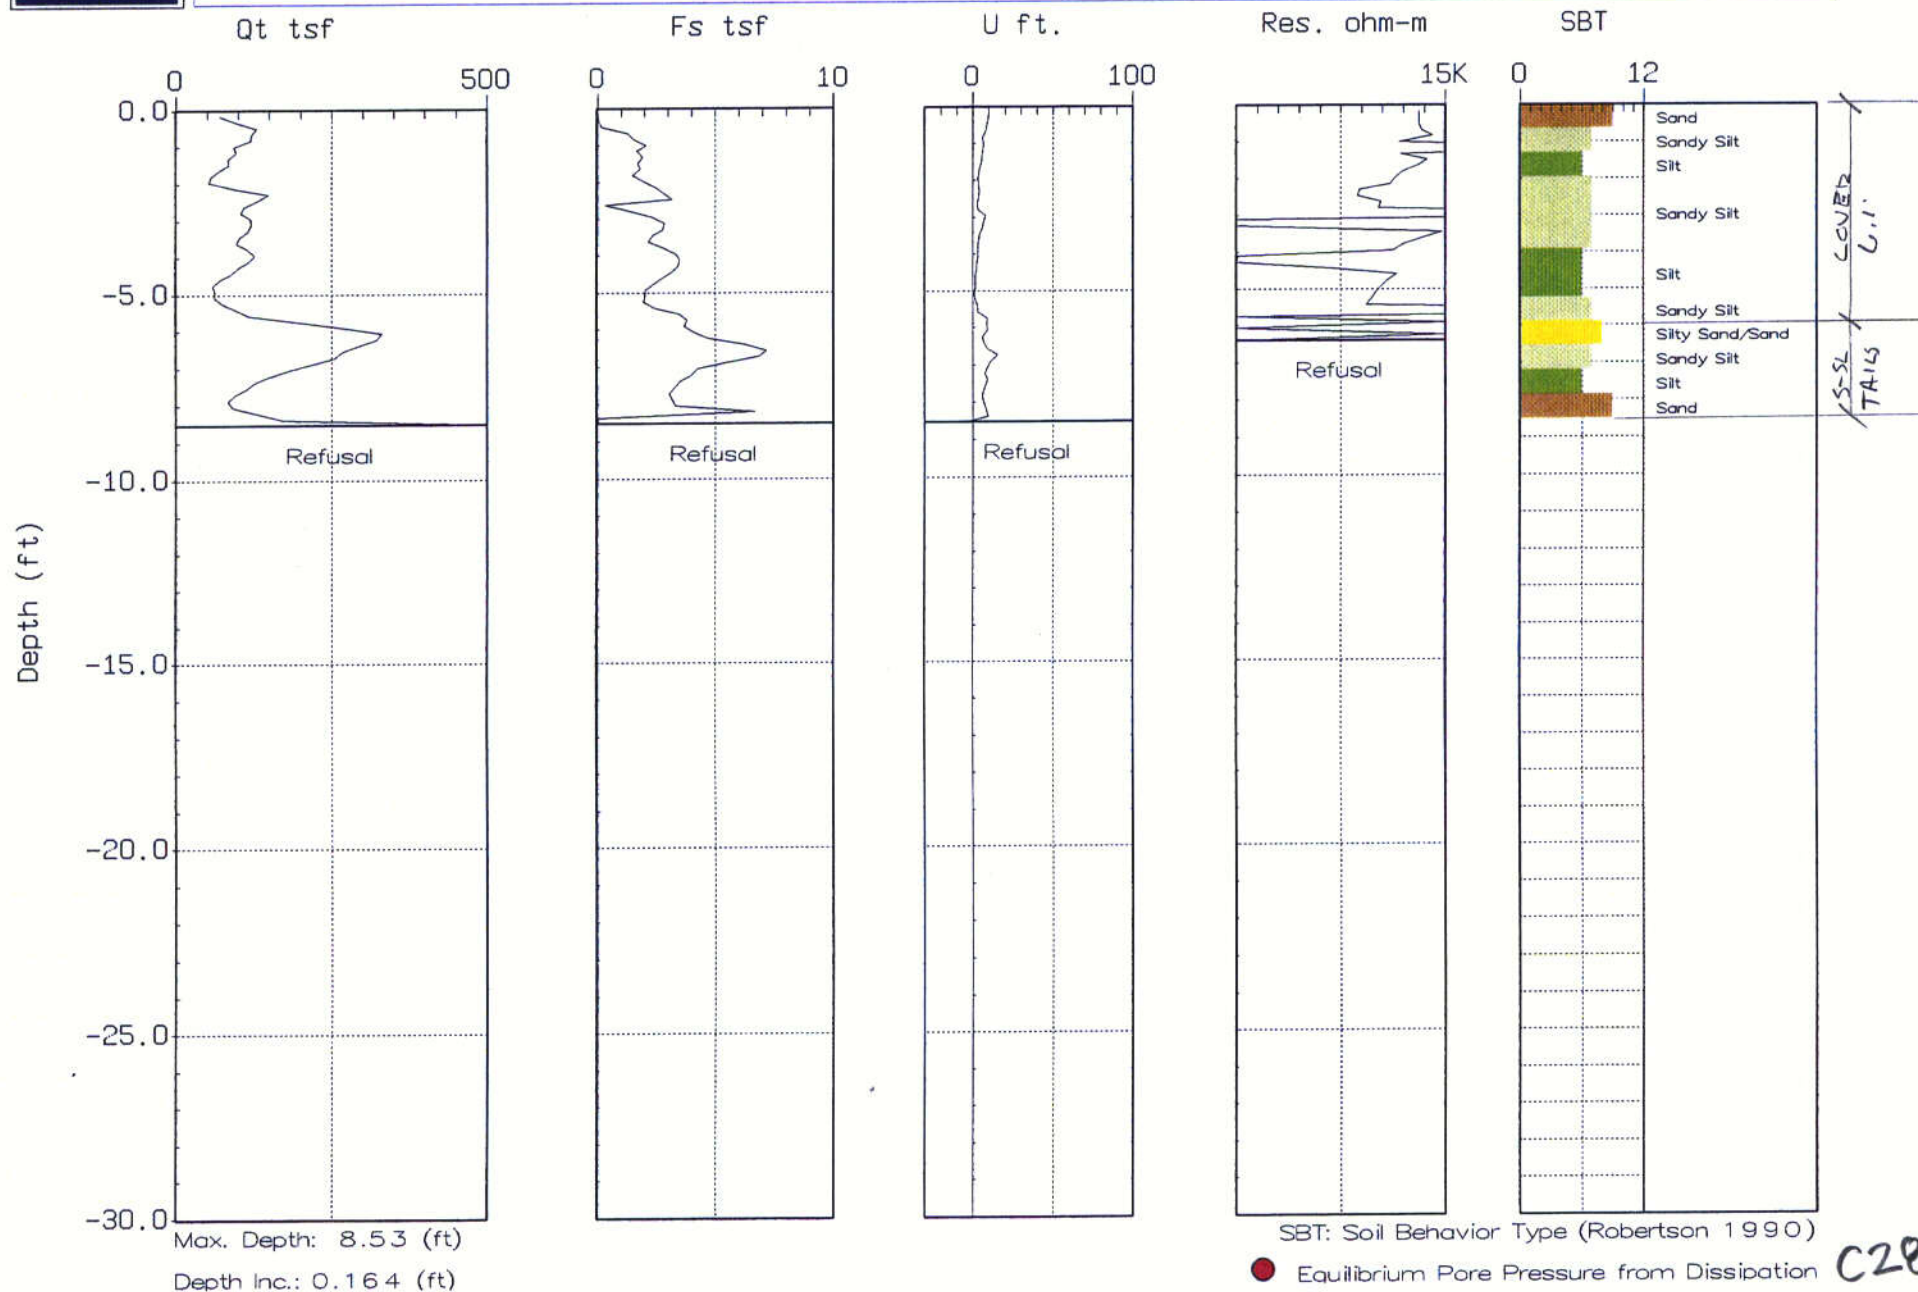 Qt tsf
Fs tsf
U ft.
Res. ohm-m
SBT
0 500
0 10
0 100
15K
0 12
Depth (ft)
0.0
-5.0
-10.0
-15.0
-20.0
-25.0
-30.0
Refusal
Refusal
Refusal
Refusal
Sand
Sandy Silt
Silt
Sandy Silt
Silt
Sandy Silt
Silty Sand/Sand
Sandy Silt
Silt
Sand
COVER
S-SL
TAILS
Max. Depth: 8.53 (ft)
Depth Inc.: 0.164 (ft)
SBT: Soil Behavior Type (Robertson 1990)
Equilibrium Pore Pressure from Dissipation